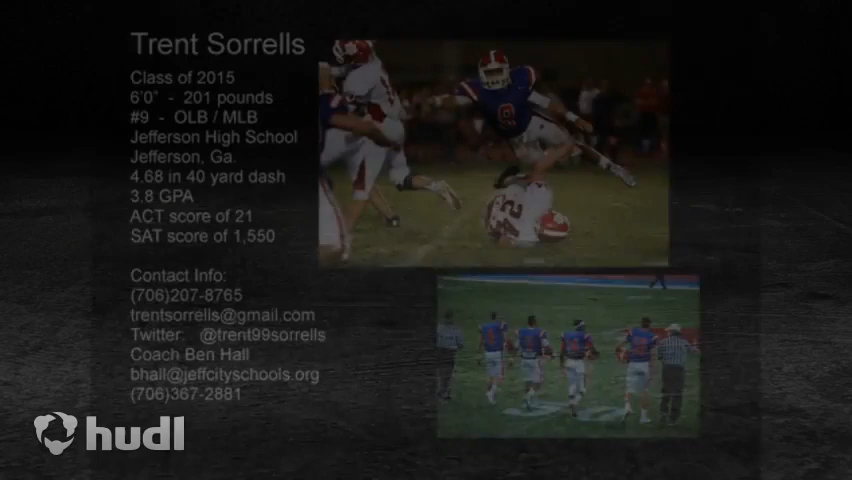 Trent Sorrells
Class of 2015
6'0" - 201 pounds
#9 - OLB / MLB
Jefferson High School
Jefferson, Ga.
4.68 in 40 yard dash
3.8 GPA
ACT score of 21
SAT score of 1,550
Contact Info:
(706)207-8765
trentsorrells@gmail.com
Twitter: @trent99sorrells
Coach Ben Hall
bhall@jeffcityschools.org
(706)367-2881
hudl
9